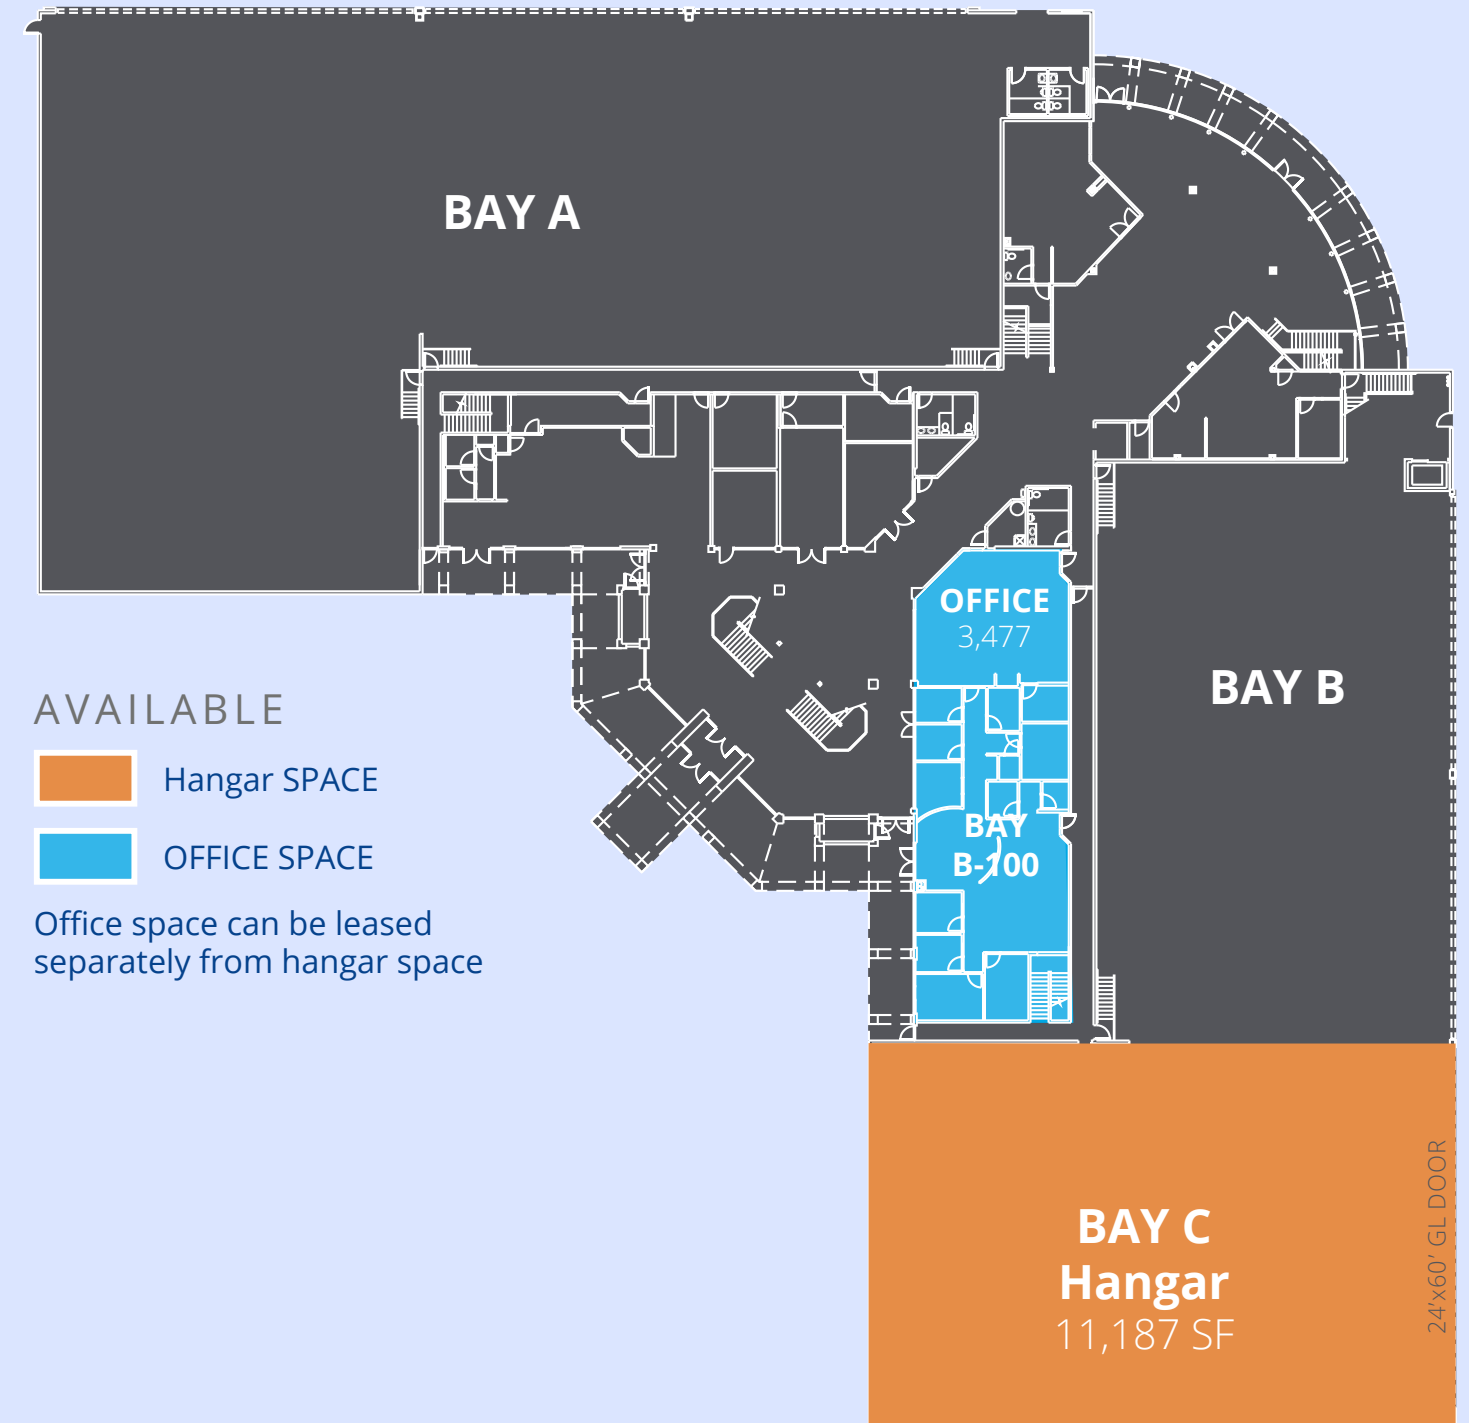 BAY A
OFFICE
3,477
BAY B
AVAILABLE
Hangar SPACE
OFFICE SPACE
Office space can be leased
separately from hangar space
BAY
B-100
BAY C
Hangar
11,187 SF
24'x60' GL DOOR